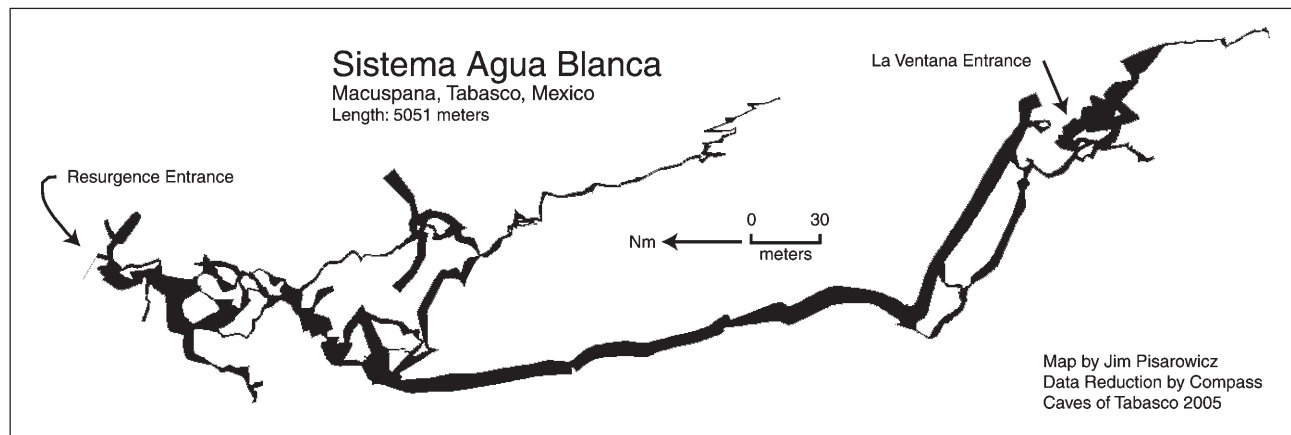 Sistema Agua Blanca
Macuspana, Tabasco, Mexico
Length: 5051 meters
La Ventana Entrance
Resurgence Entrance
Nm
0 30
meters
Map by Jim Pisarowicz
Data Reduction by Compass
Caves of Tabasco 2005